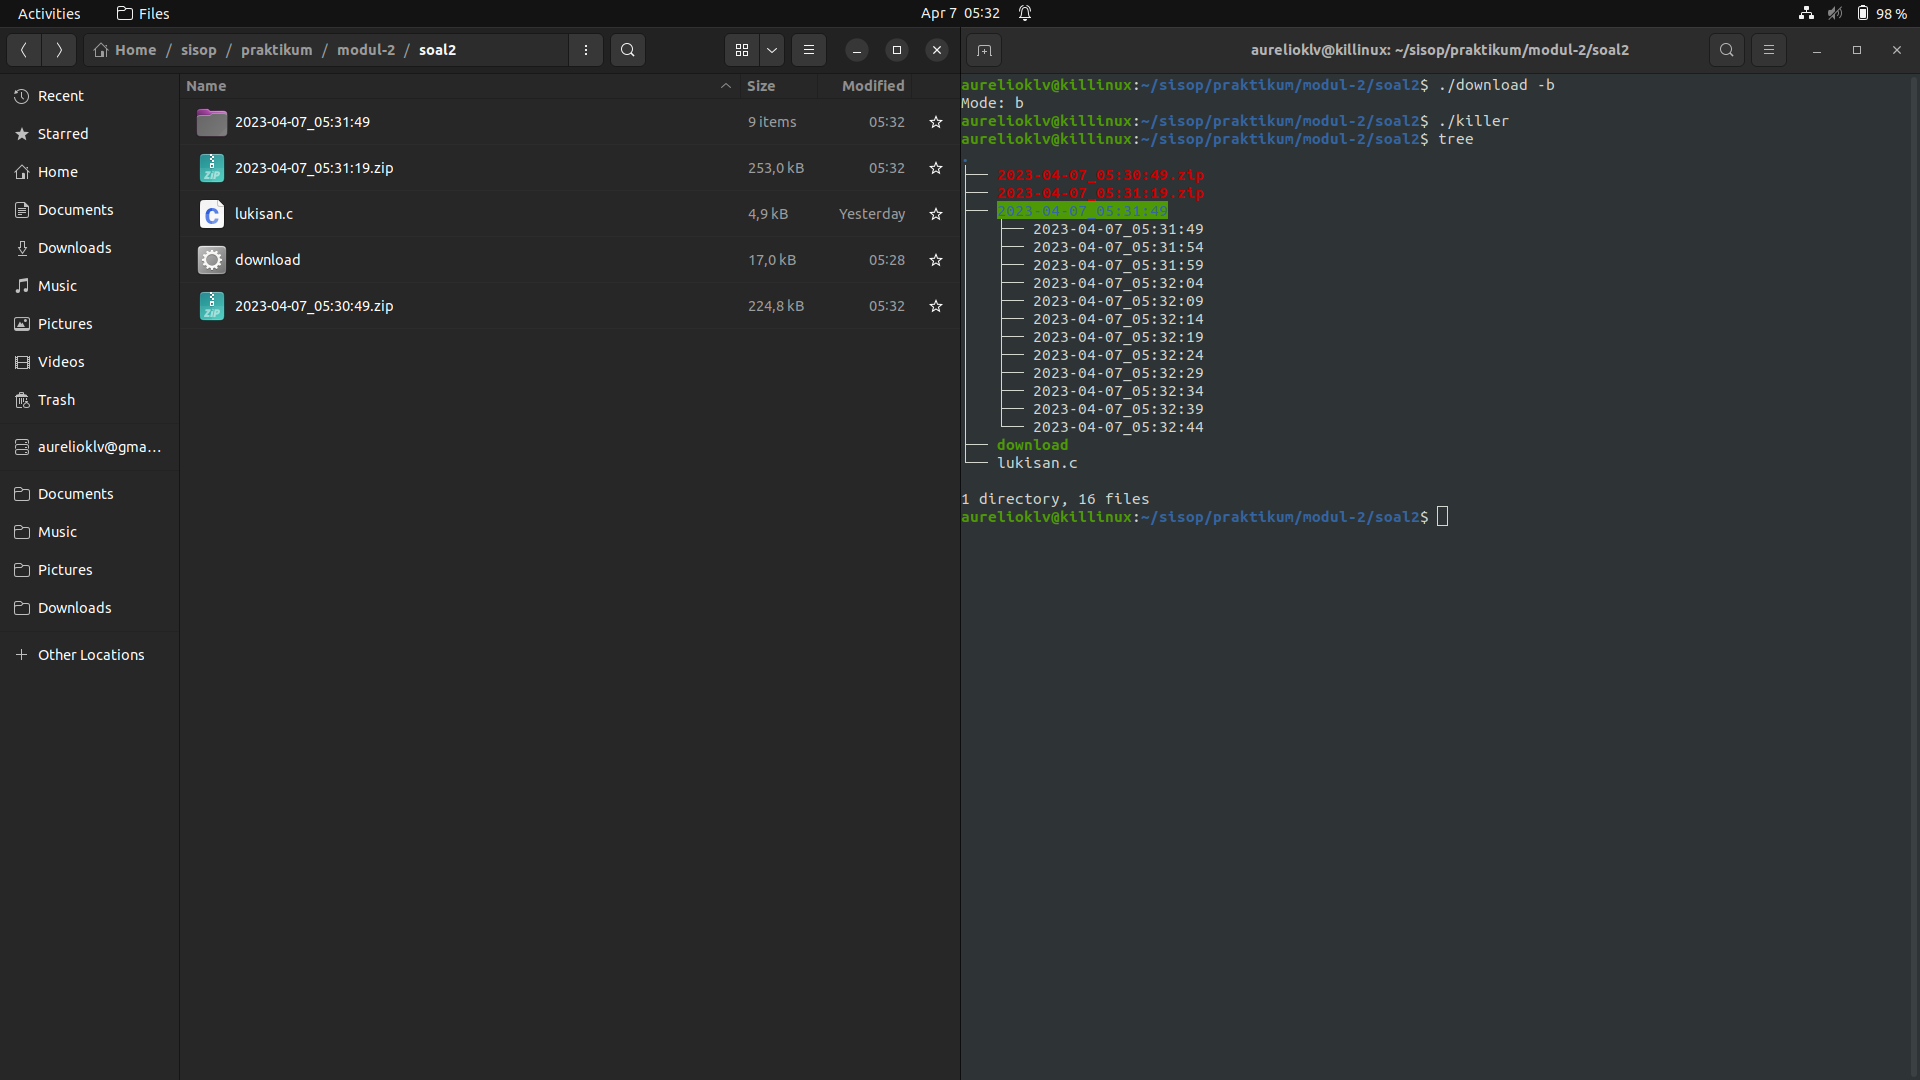 Activities Files Apr 7 05:32 98 %
Home / sisop / praktikum / modul-2 / soal2
Recent
Starred
Home
Documents
Downloads
Music
Pictures
Videos
Trash
aurelioklv@gma...
Documents
Music
Pictures
Downloads
Other Locations
Name Size Modified
2023-04-07_05:31:49 9 items 05:32
2023-04-07_05:31:19.zip 253,0 kB 05:32
lukisan.c 4,9 kB Yesterday
download 17,0 kB 05:28
2023-04-07_05:30:49.zip 224,8 kB 05:32
aurelioklv@killinux: ~/sisop/praktikum/modul-2/soal2
aurelioklv@killinux:~/sisop/praktikum/modul-2/soal2$ ./download -b
Mode: b
aurelioklv@killinux:~/sisop/praktikum/modul-2/soal2$ ./killer
aurelioklv@killinux:~/sisop/praktikum/modul-2/soal2$ tree
.
├── 2023-04-07_05:30:49.zip
├── 2023-04-07_05:31:19.zip
├── 2023-04-07_05:31:49
│   ├── 2023-04-07_05:31:49
│   ├── 2023-04-07_05:31:54
│   ├── 2023-04-07_05:31:59
│   ├── 2023-04-07_05:32:04
│   ├── 2023-04-07_05:32:09
│   ├── 2023-04-07_05:32:14
│   ├── 2023-04-07_05:32:19
│   ├── 2023-04-07_05:32:24
│   ├── 2023-04-07_05:32:29
│   ├── 2023-04-07_05:32:34
│   ├── 2023-04-07_05:32:39
│   └── 2023-04-07_05:32:44
├── download
└── lukisan.c
1 directory, 16 files
aurelioklv@killinux:~/sisop/praktikum/modul-2/soal2$